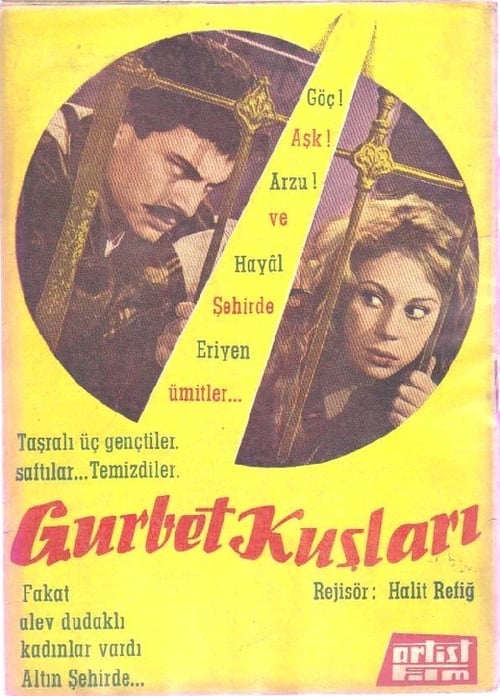 Göç!
Aşk!
Arzu!
ve
Hayâl
Şehirde
Eriyen
ümitler...
Taşralı üç gençtiler.
saftılar... Temizdiler.
Gurbet Kuşları
Fakat
alev dudaklı
kadınlar vardı
Altın Şehirde...
Rejisör: Halit Refiğ
artist
film